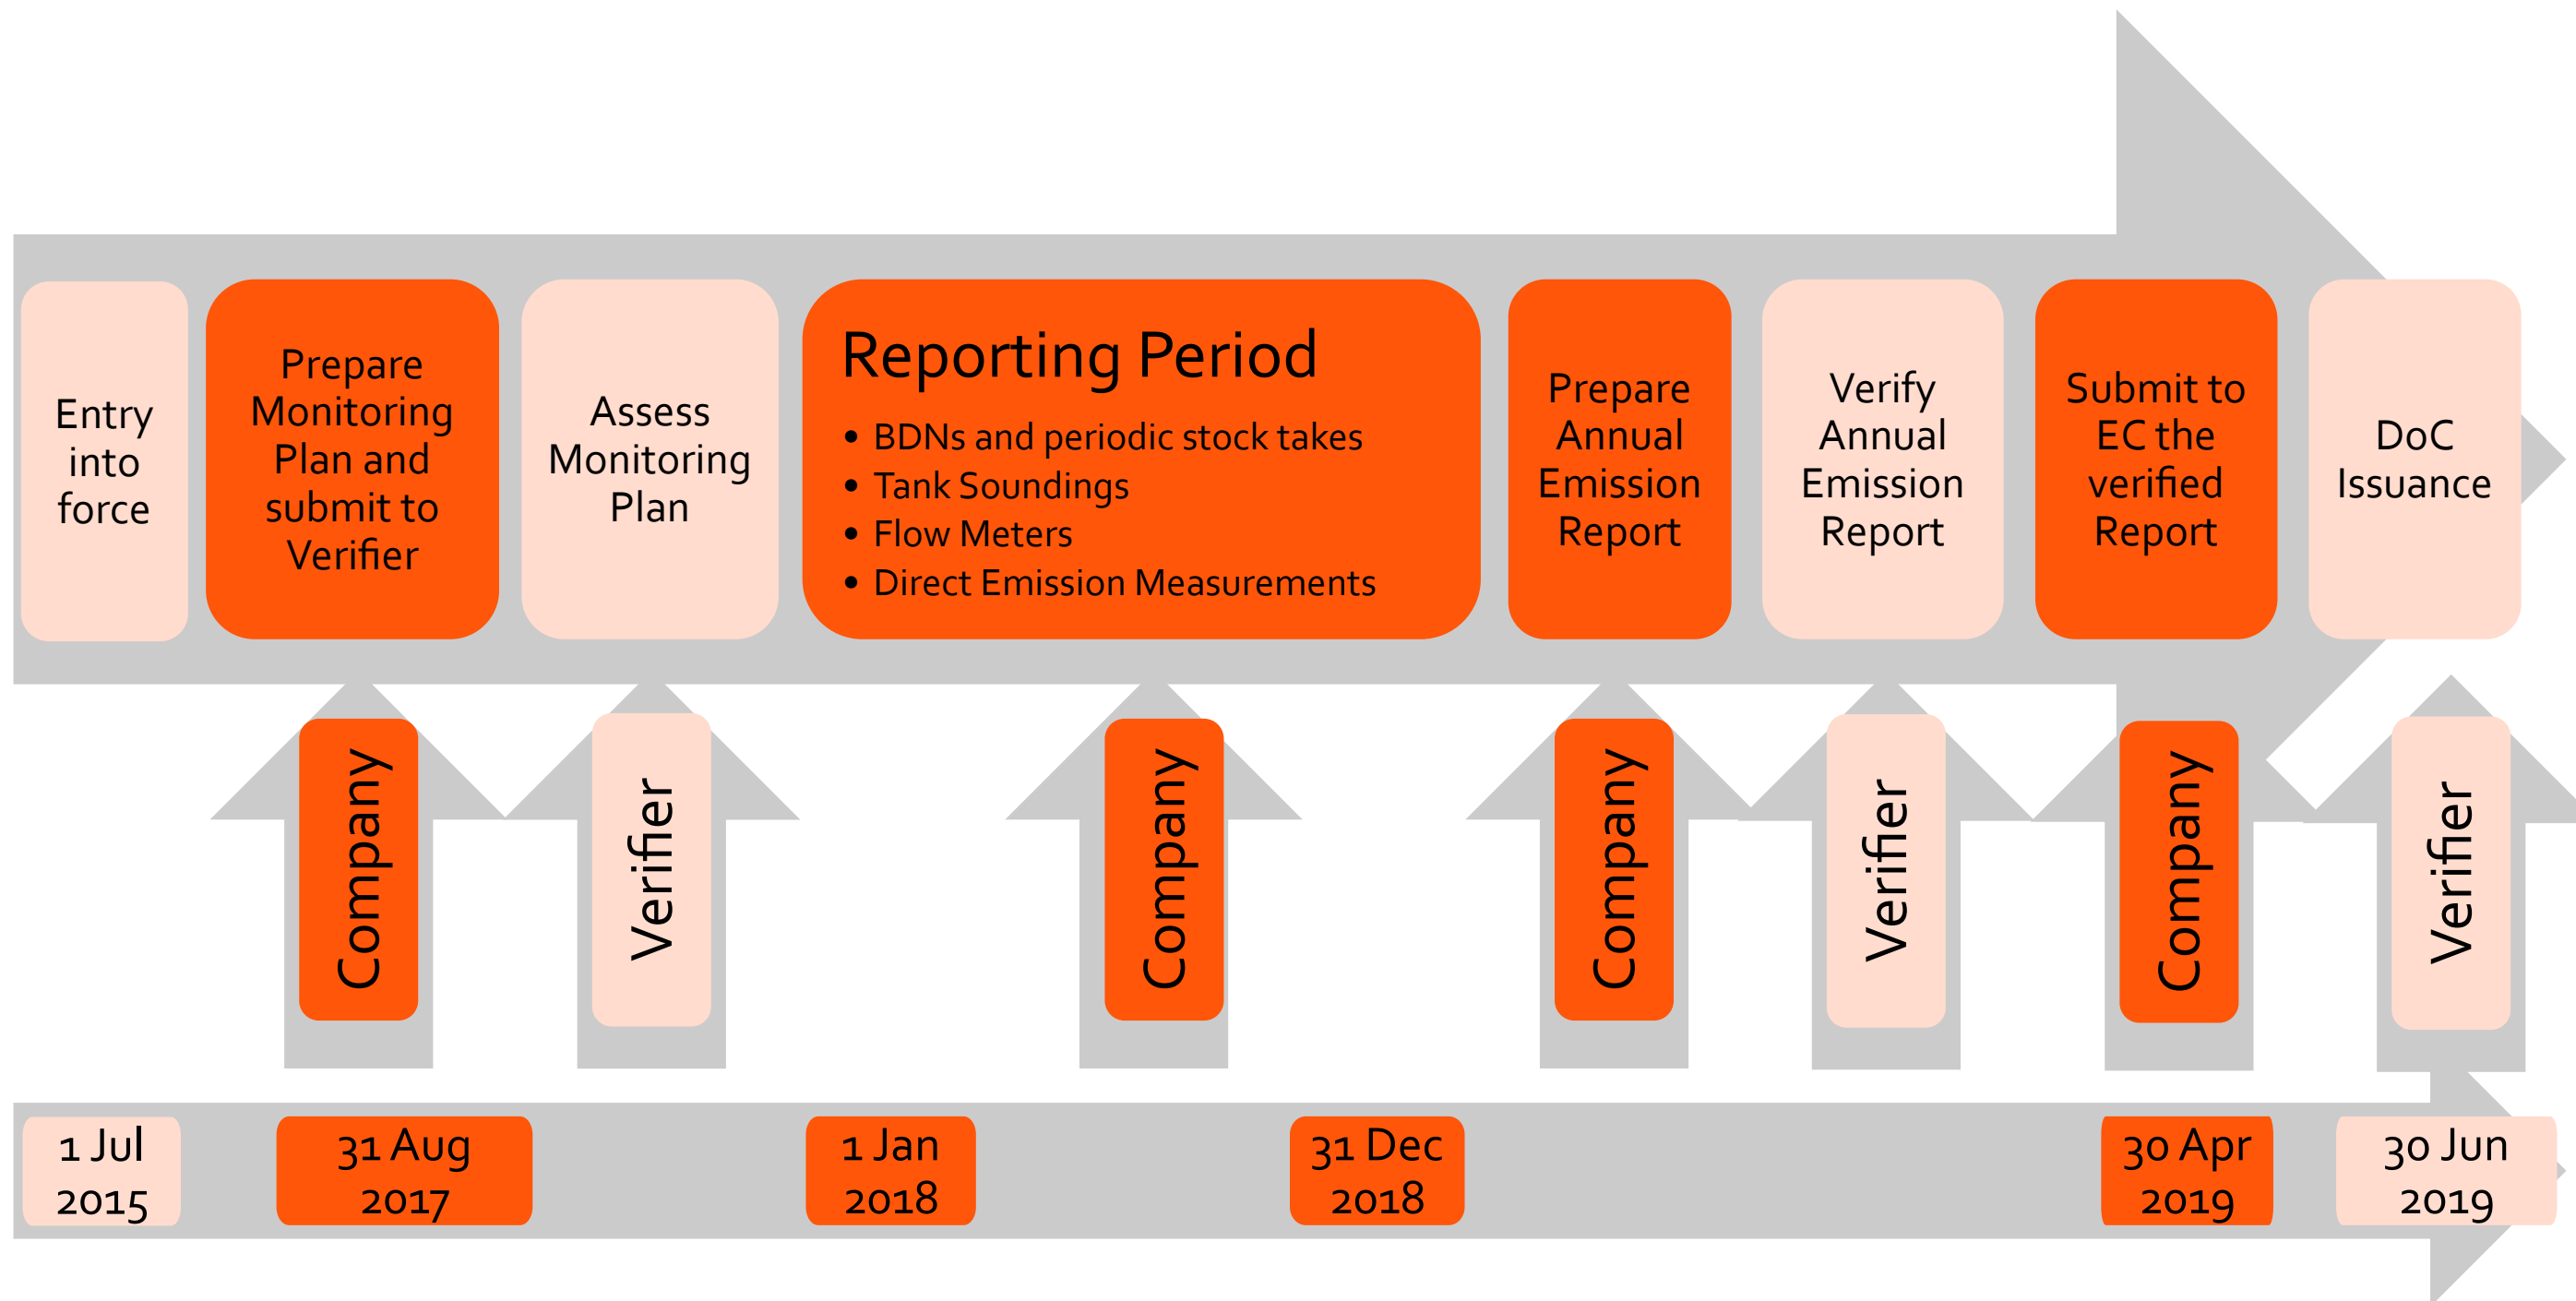 Entry
into
force
Prepare
Monitoring
Plan and
submit to
Verifier
Assess
Monitoring
Plan
Reporting Period
• BDNs and periodic stock takes
• Tank Soundings
• Flow Meters
• Direct Emission Measurements
Prepare
Annual
Emission
Report
Verify
Annual
Emission
Report
Submit to
EC the
verified
Report
DoC
Issuance
Company
Verifier
Company
Company
Verifier
Company
Verifier
1 Jul
2015
31 Aug
2017
1 Jan
2018
31 Dec
2018
30 Apr
2019
30 Jun
2019